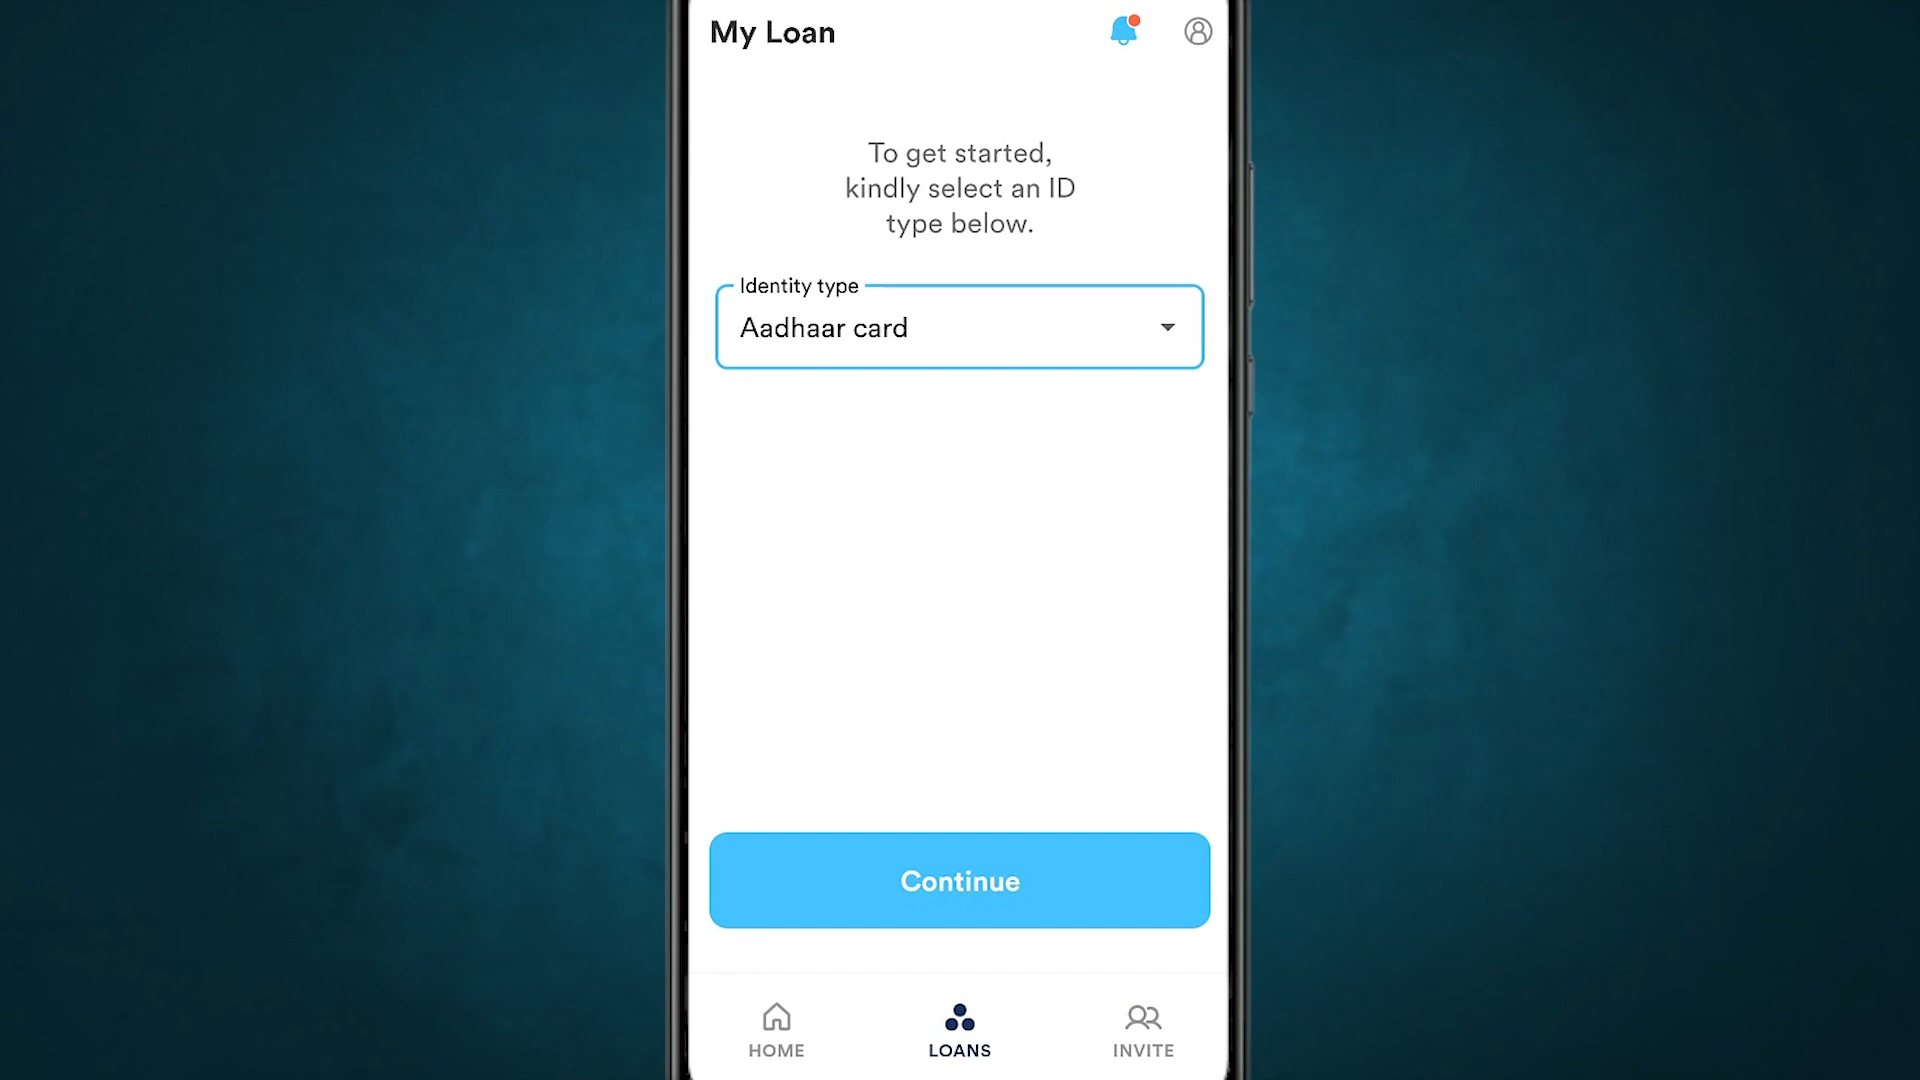 My Loan
To get started,
kindly select an ID
type below.
Identity type
Aadhaar card
Continue
HOME
LOANS
INVITE